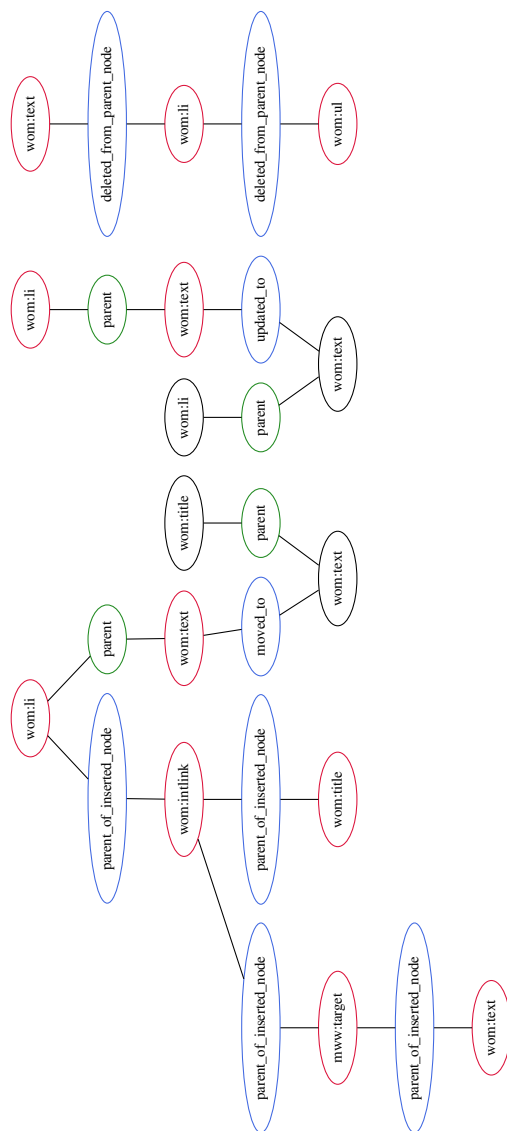 wom:li
wom:li
wom:text
parent_of_inserted_node
parent
parent
deleted_from_parent_node
wom:intlink
wom:text
wom:title
wom:li
wom:text
wom:li
parent_of_inserted_node
parent_of_inserted_node
moved_to
parent
parent
updated_to
deleted_from_parent_node
mww:target
wom:title
wom:text
wom:text
wom:ul
parent_of_inserted_node
wom:text